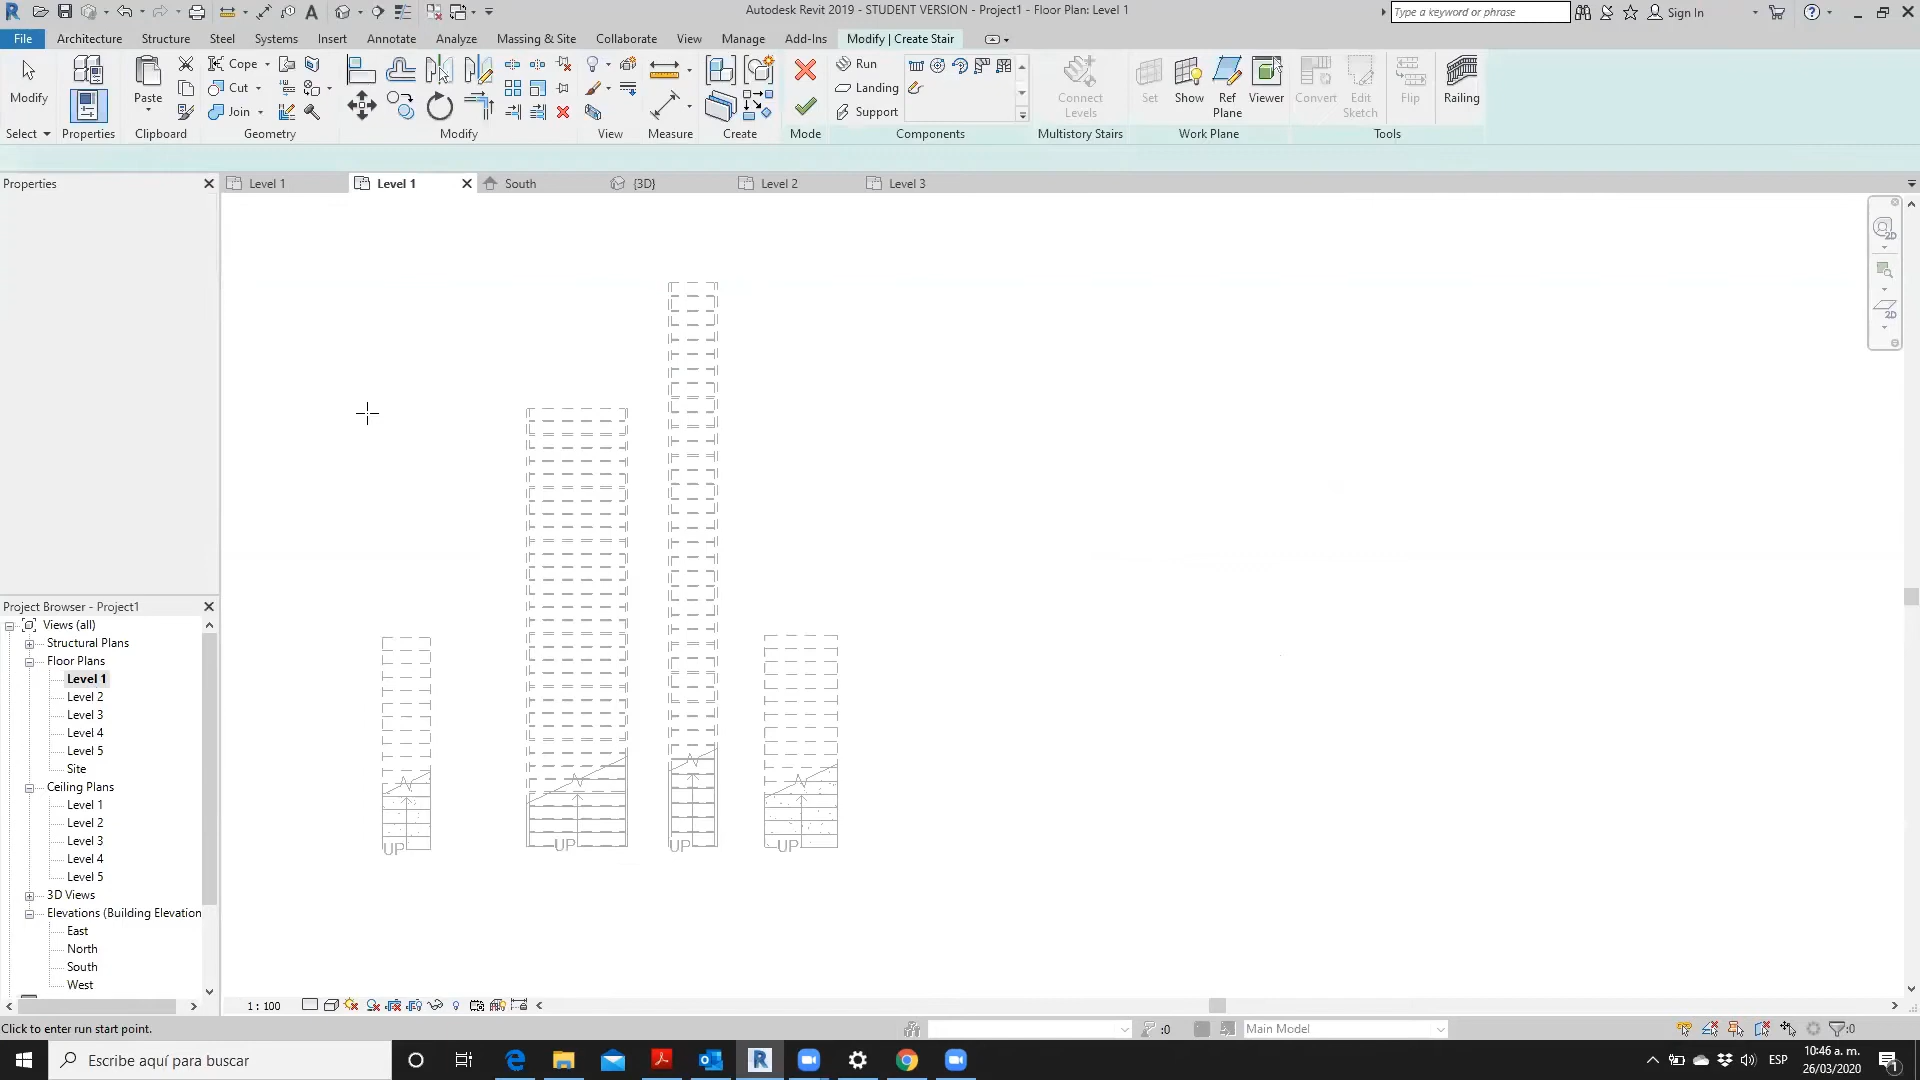 Autodesk Revit 2019 - STUDENT VERSION - Project1 - Floor Plan: Level 1
Type a keyword or phrase
Sign In
File Architecture Structure Steel Systems Insert Annotate Analyze Massing & Site Collaborate View Manage Add-Ins Modify | Create Stair
Modify
Paste
Cope
Cut
Join
Run
Landing
Support
Connect Levels
Set
Show
Ref Plane
Viewer
Convert
Edit Sketch
Flip
Railing
Select Properties Clipboard Geometry Modify View Measure Create Mode Components Multistory Stairs Work Plane Tools
Properties
Level 1
Level 1
South
{3D}
Level 2
Level 3
2D
2D
Project Browser - Project1
Views (all)
Structural Plans
Floor Plans
Level 1
Level 2
Level 3
Level 4
Level 5
Site
Ceiling Plans
Level 1
Level 2
Level 3
Level 4
Level 5
3D Views
Elevations (Building Elevation
East
North
South
West
UP
UP
UP
UP
1 : 100
Click to enter run start point.
:0
Main Model
:0
Escribe aquí para buscar
ESP
10:46 a. m.
26/03/2020
1